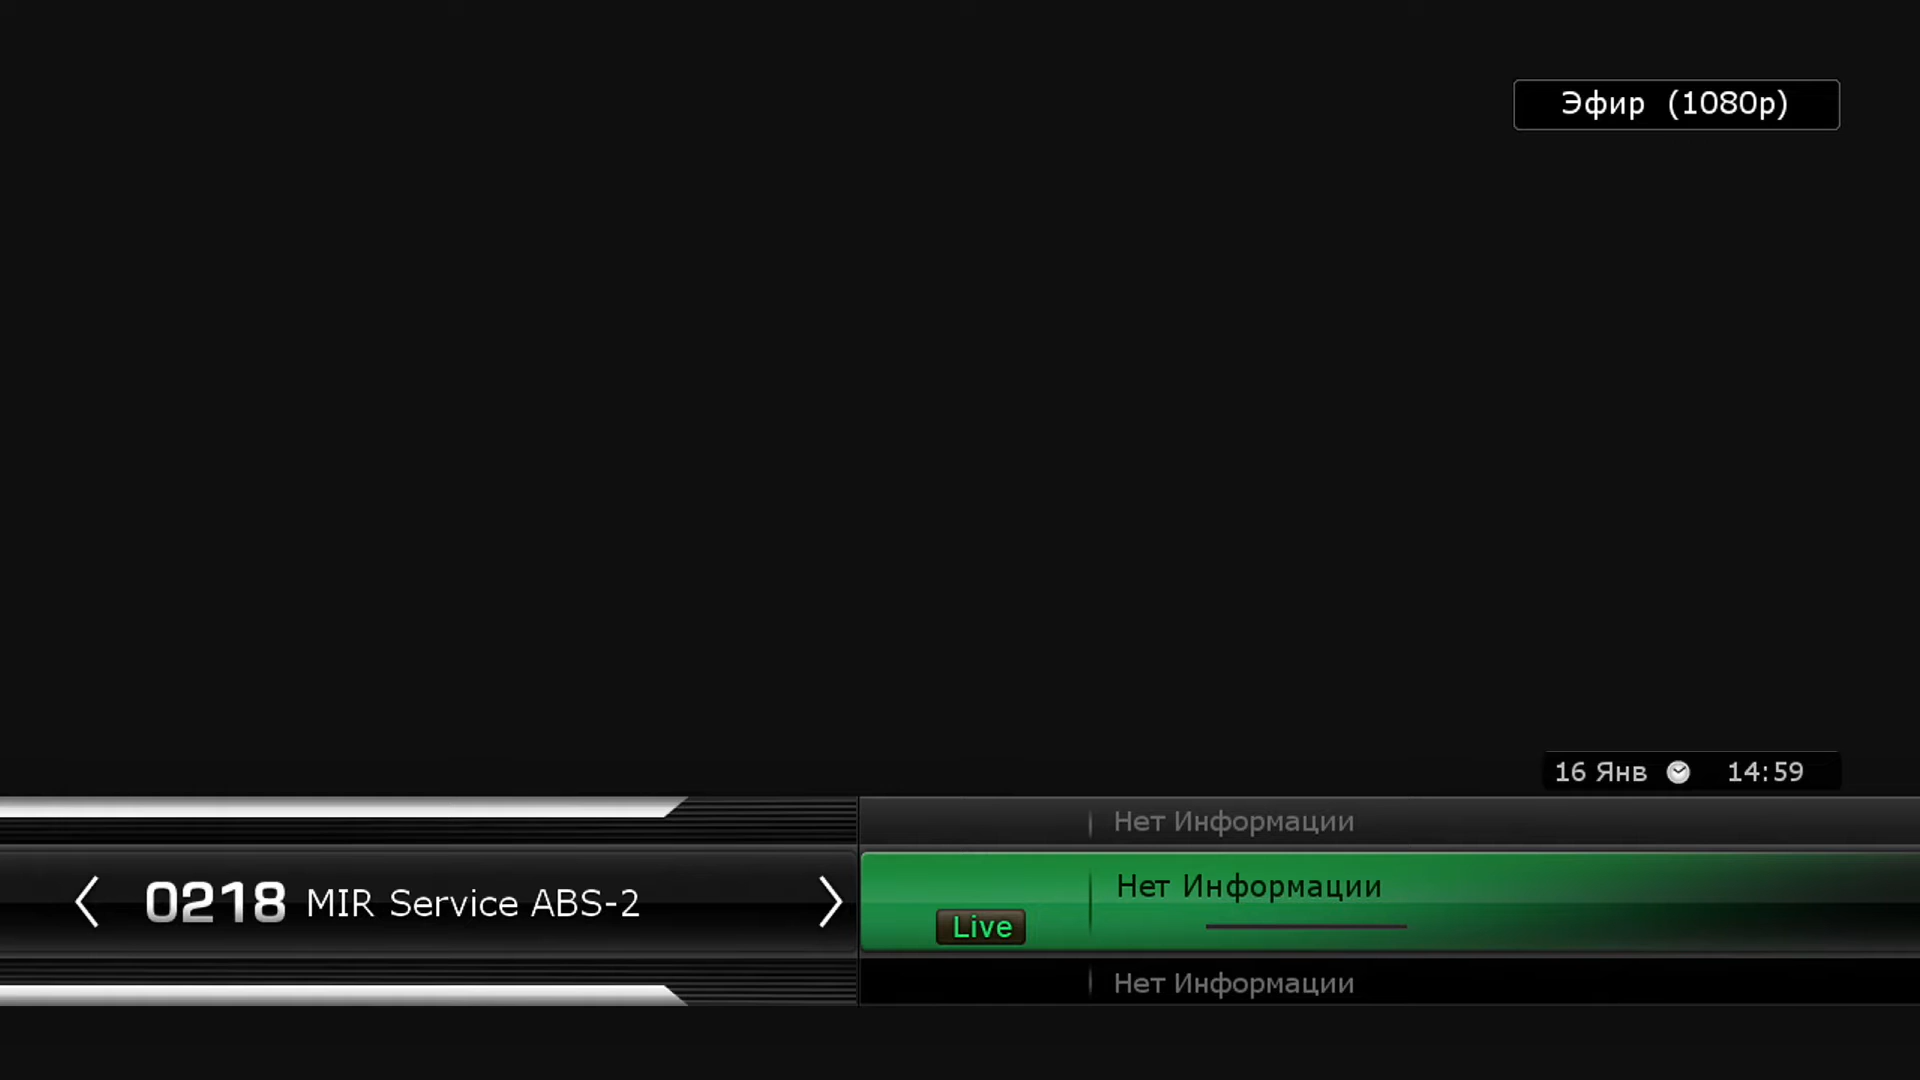 Эфир (1080p)
16 Янв 14:59
Нет Информации
0218 MIR Service ABS-2
Нет Информации
Live
Нет Информации